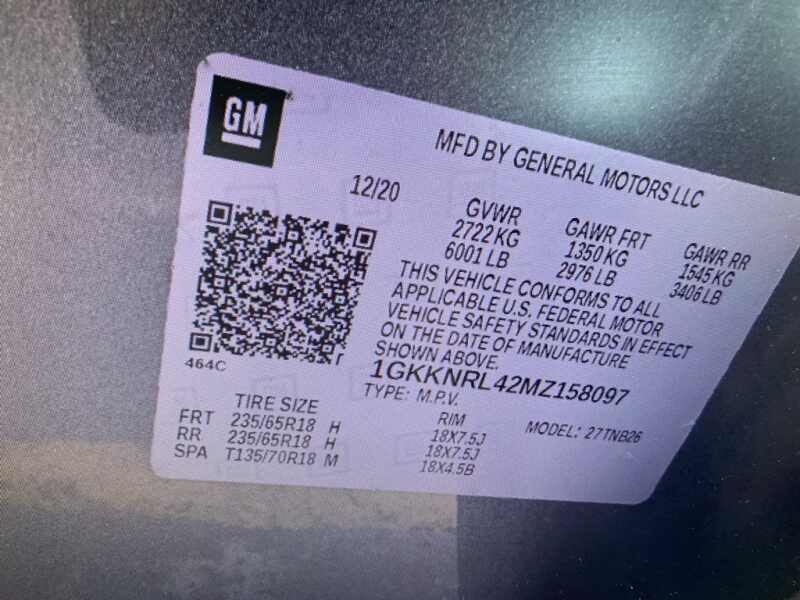 GM
MFD BY GENERAL MOTORS LLC
12/20
GVWR
2722 KG
6001 LB
GAWR FRT
1350 KG
2976 LB
GAWR RR
1545 KG
3406 LB
THIS VEHICLE CONFORMS TO ALL
APPLICABLE U.S. FEDERAL MOTOR
VEHICLE SAFETY STANDARDS IN EFFECT
ON THE DATE OF MANUFACTURE
SHOWN ABOVE.
464C
1GKKNRL42MZ158097
TYPE: M.P.V.
MODEL: 27TNB26
TIRE SIZE
RIM
FRT 235/65R18 H 18X7.5J
RR 235/65R18 H 18X7.5J
SPA T135/70R18 M 18X4.5B